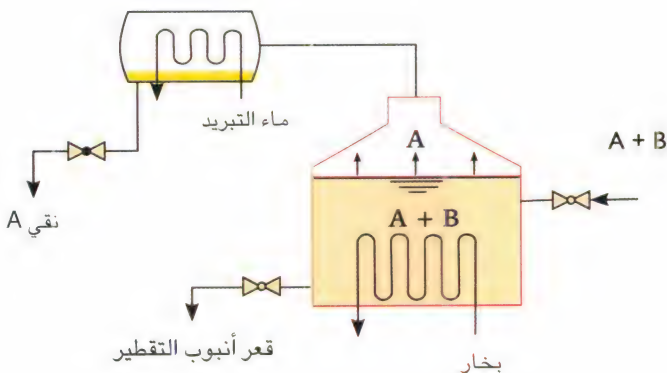 ماء التبريد
A
A + B
نقي A
A + B
قعر أنبوب التقطير
بخار